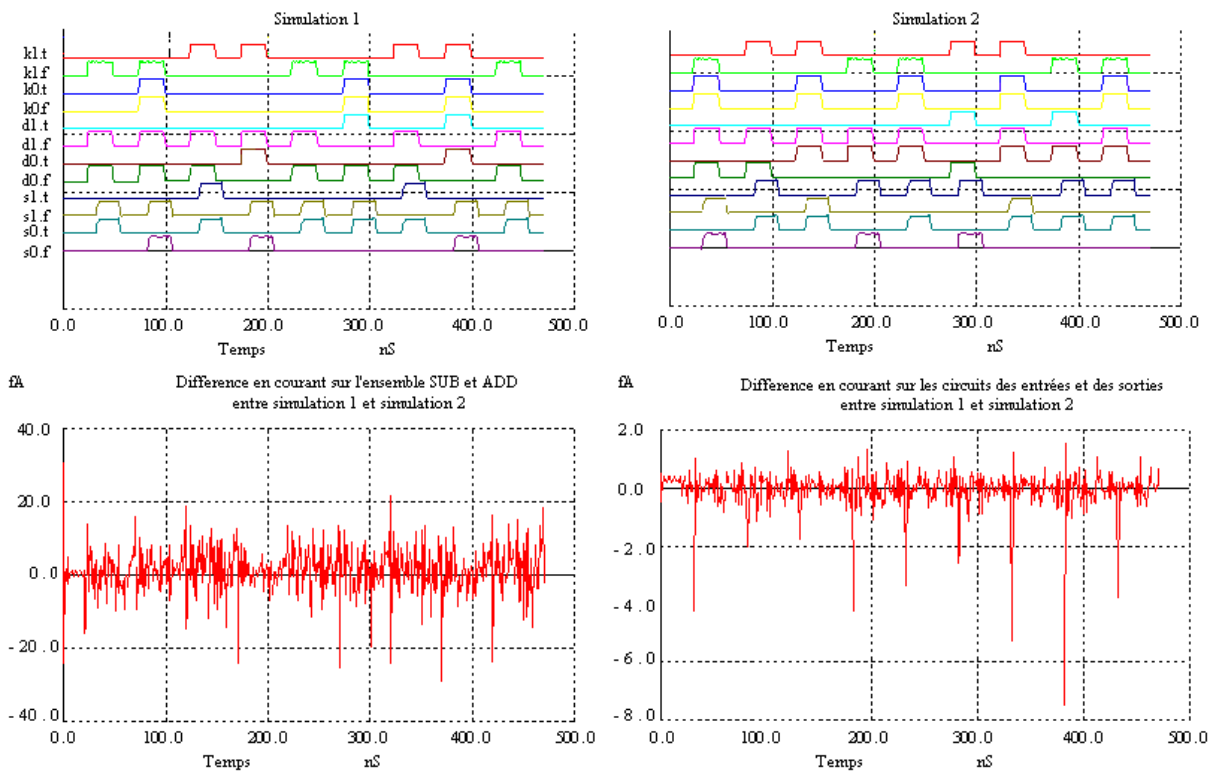 Simulation 1
k1.t
k1.f
k0.t
k0.f
d1.t
d1.f
d0.t
d0.f
s1.t
s1.f
s0.t
s0.f
0.0 100.0 200.0 300.0 400.0 500.0
Temps nS
Simulation 2
0.0 100.0 200.0 300.0 400.0 500.0
Temps nS
fA
Difference en courant sur l'ensemble SUB et ADD
entre simulation 1 et simulation 2
40.0
20.0
0.0
-20.0
-40.0
0.0 100.0 200.0 300.0 400.0 500.0
Temps nS
fA
Difference en courant sur les circuits des entrées et des sorties
entre simulation 1 et simulation 2
2.0
0.0
-2.0
-4.0
-6.0
-8.0
0.0 100.0 200.0 300.0 400.0 500.0
Temps nS